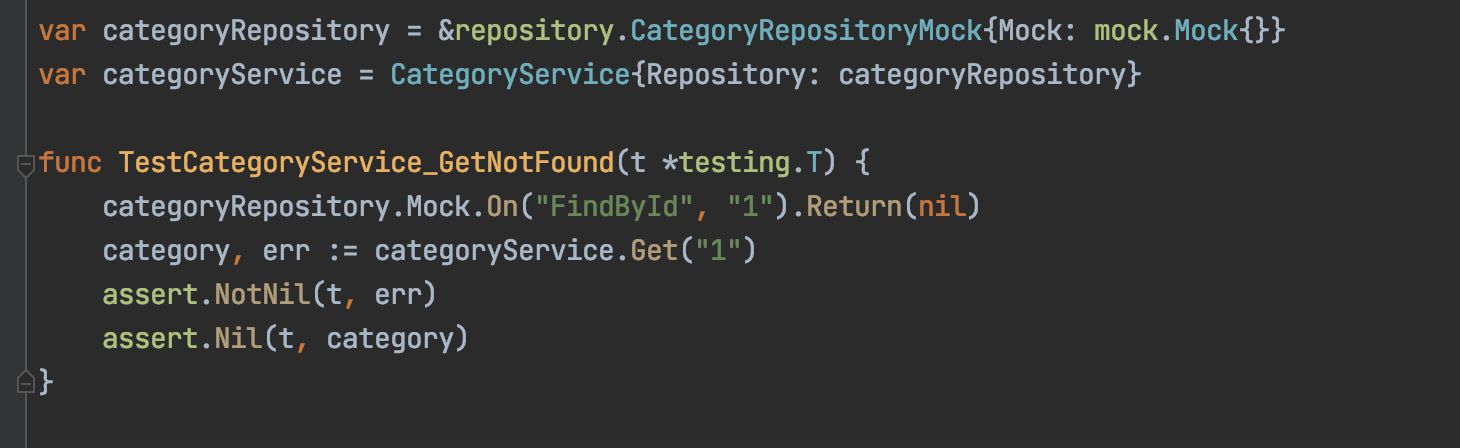 var categoryRepository = &repository.CategoryRepositoryMock{Mock: mock.Mock{}}
var categoryService = CategoryService{Repository: categoryRepository}
func TestCategoryService_GetNotFound(t *testing.T) {
    categoryRepository.Mock.On("FindById", "1").Return(nil)
    category, err := categoryService.Get("1")
    assert.NotNil(t, err)
    assert.Nil(t, category)
}